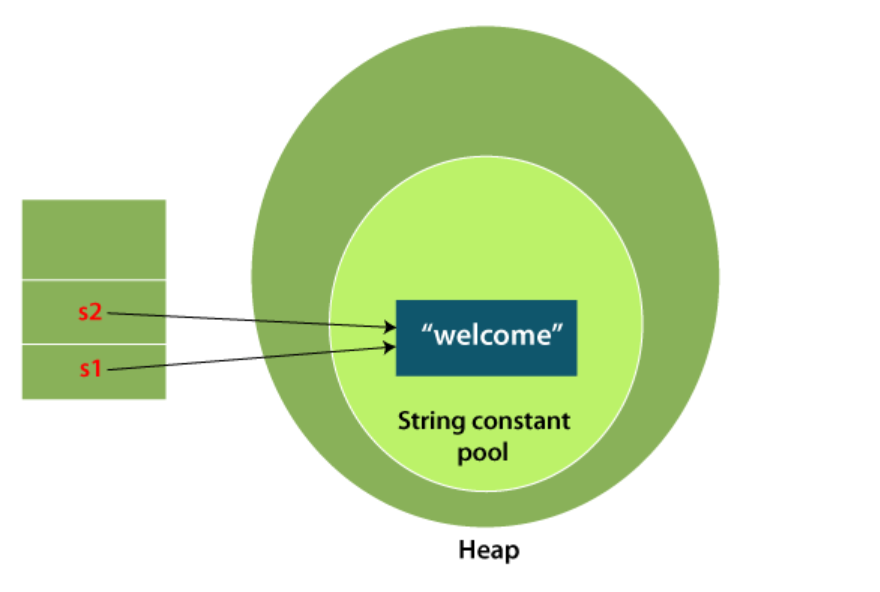 s2
s1
“welcome”
String constant
pool
Heap